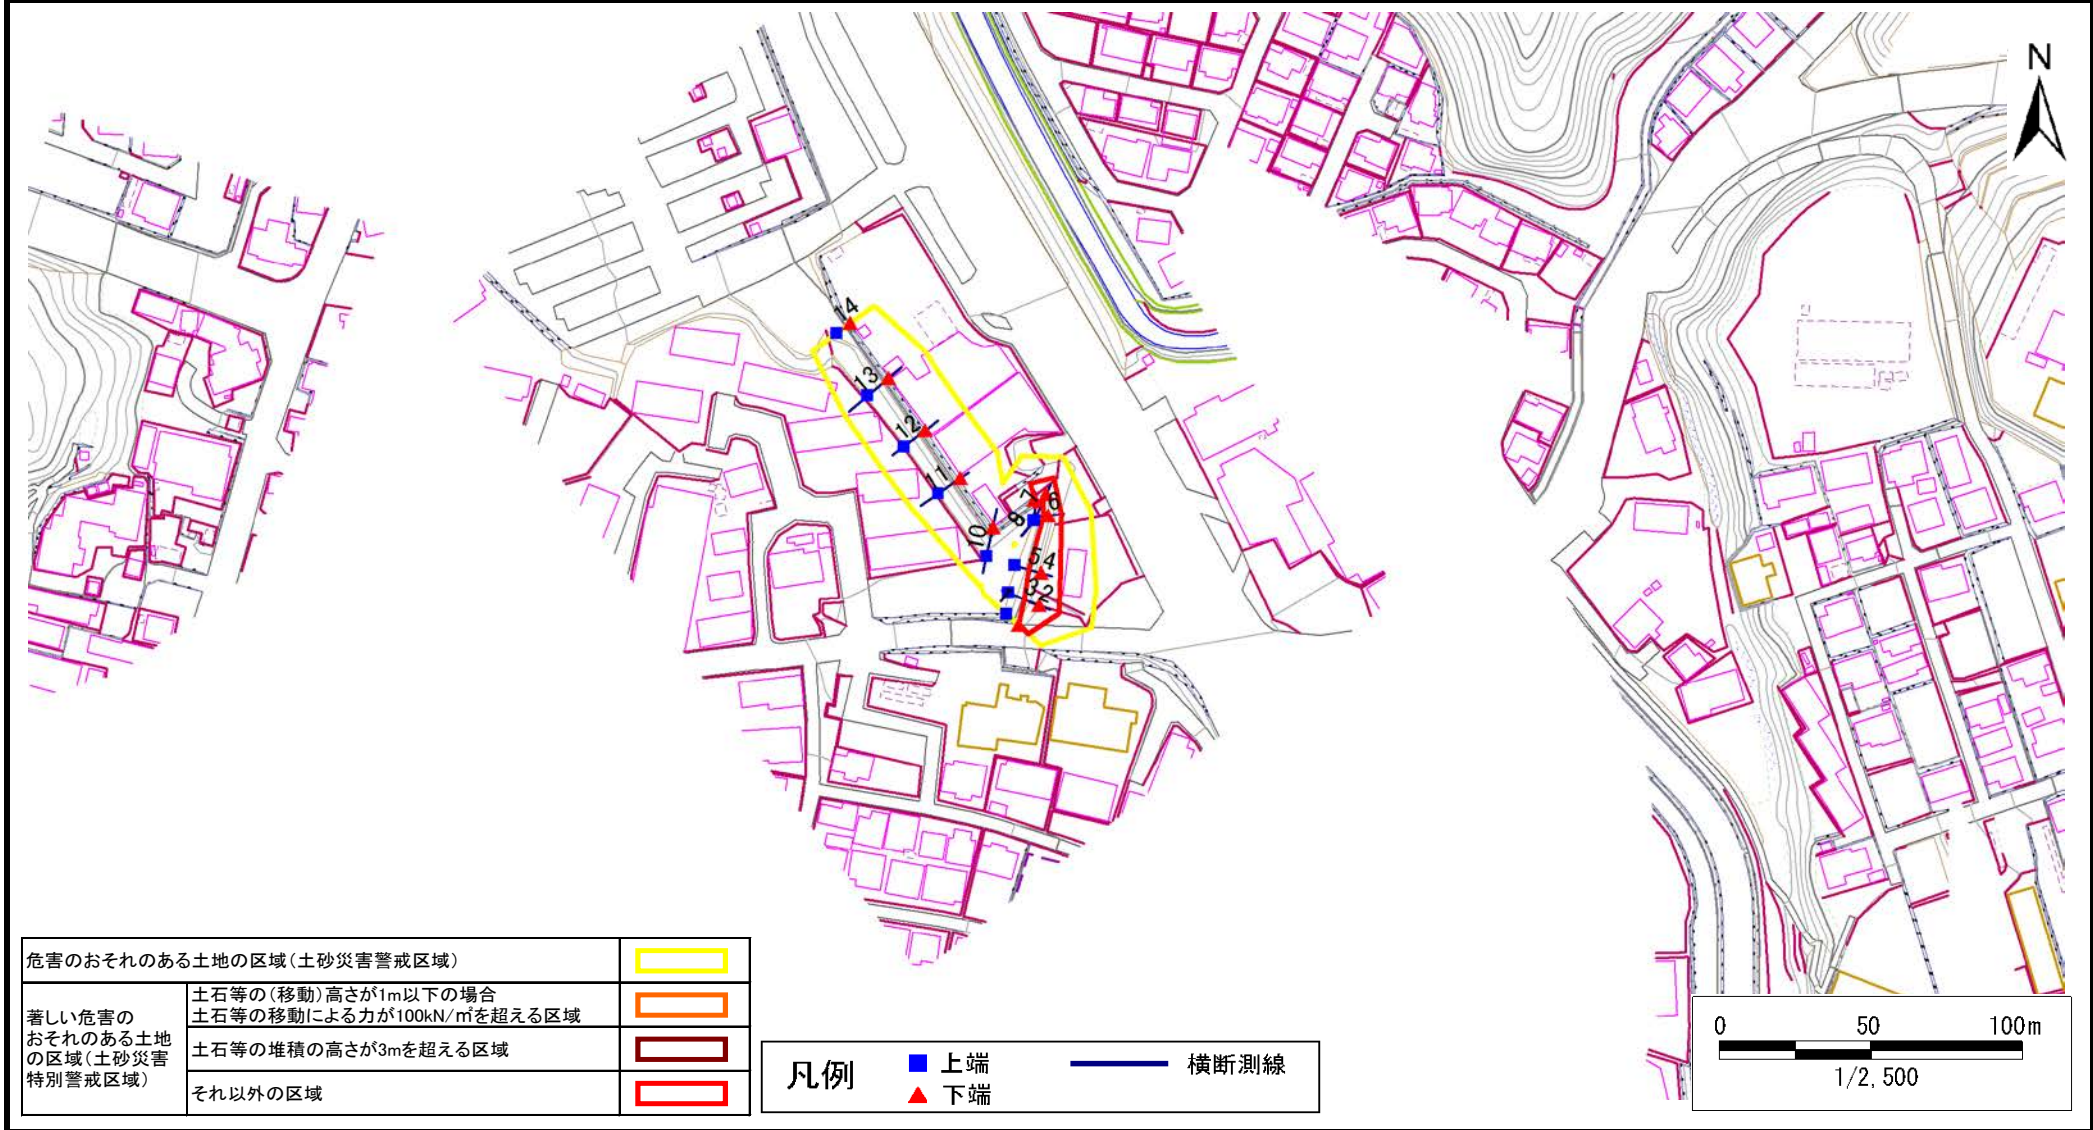 N
14
13
12
11
10
8
7
6
5
4
3
2
危害のおそれのある土地の区域(土砂災害警戒区域)
著しい危害の
おそれのある土地
の区域(土砂災害
特別警戒区域)
土石等の(移動)高さが1m以下の場合
土石等の移動による力が100kN/㎡を超える区域
土石等の堆積の高さが3mを超える区域
それ以外の区域
凡例
上端
下端
横断測線
0 50 100m
1/2,500